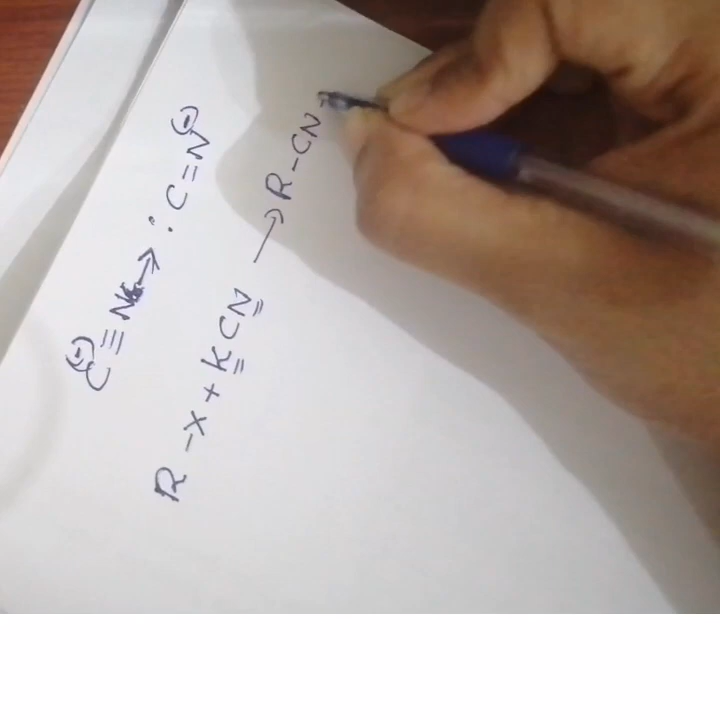 (-)C≡N ↔ :C=N(-)
R-X + KCN → R-CN +